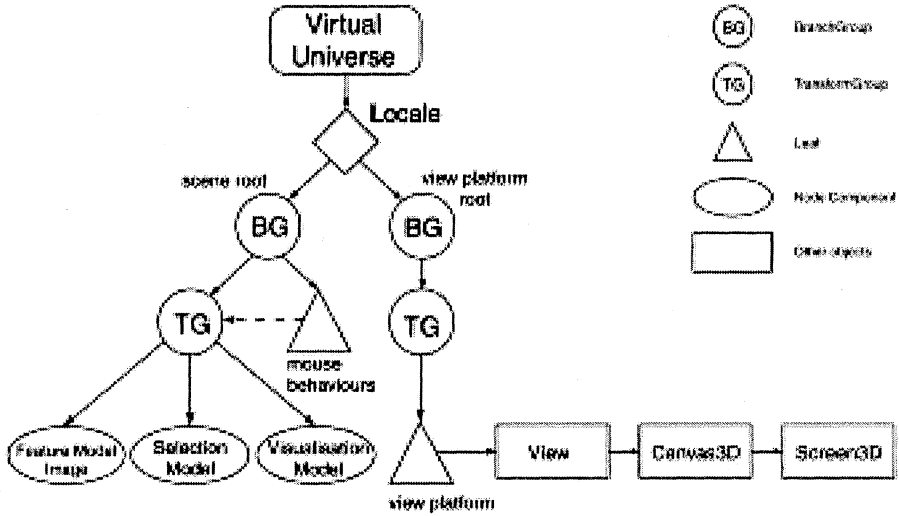 Virtual
Universe
Locale
scene root
view platform
root
BG
BG
TG
TG
mouse
behaviours
Feature Model
Image
Selection
Model
Visualisation
Model
view platform
View
Canvas3D
Screen3D
BG
BranchGroup
TG
TransformGroup
Leaf
Node Component
Other objects